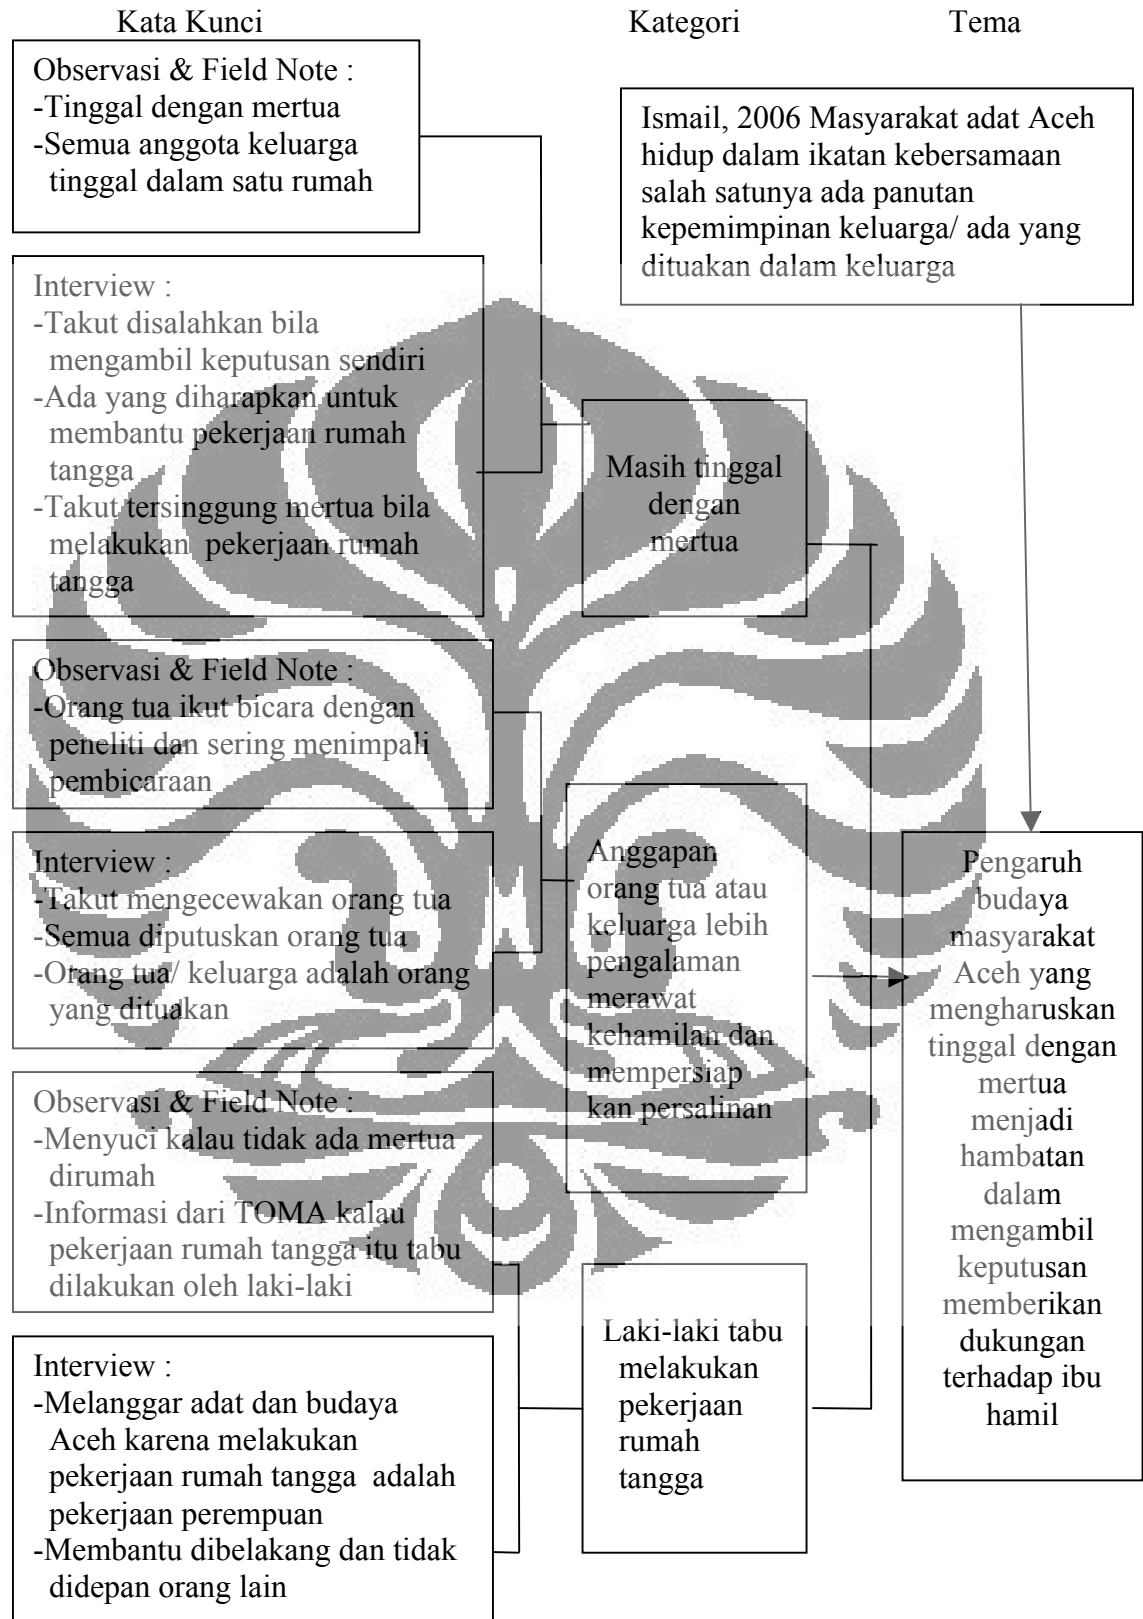 Kata Kunci
Kategori
Tema
Observasi & Field Note :
-Tinggal dengan mertua
-Semua anggota keluarga
tinggal dalam satu rumah
Ismail, 2006 Masyarakat adat Aceh
hidup dalam ikatan kebersamaan
salah satunya ada panutan
kepemimpinan keluarga/ ada yang
dituakan dalam keluarga
Interview :
-Takut disalahkan bila
mengambil keputusan sendiri
-Ada yang diharapkan untuk
membantu pekerjaan rumah
tangga
-Takut tersinggung mertua bila
melakukan pekerjaan rumah
tangga
Masih tinggal
dengan
mertua
Observasi & Field Note :
-Orang tua ikut bicara dengan
peneliti dan sering menimpali
pembicaraan
Interview :
-Takut mengecewakan orang tua
-Semua diputuskan orang tua
-Orang tua/ keluarga adalah orang
yang dituakan
Anggapan
orang tua atau
keluarga lebih
pengalaman
merawat
kehamilan dan
mempersiap
kan persalinan
Pengaruh
budaya
masyarakat
Aceh yang
mengharuskan
tinggal dengan
mertua
menjadi
hambatan
dalam
mengambil
keputusan
memberikan
dukungan
terhadap ibu
hamil
Observasi & Field Note :
-Menyuci kalau tidak ada mertua
dirumah
-Informasi dari TOMA kalau
pekerjaan rumah tangga itu tabu
dilakukan oleh laki-laki
Laki-laki tabu
melakukan
pekerjaan
rumah
tangga
Interview :
-Melanggar adat dan budaya
Aceh karena melakukan
pekerjaan rumah tangga adalah
pekerjaan perempuan
-Membantu dibelakang dan tidak
didepan orang lain